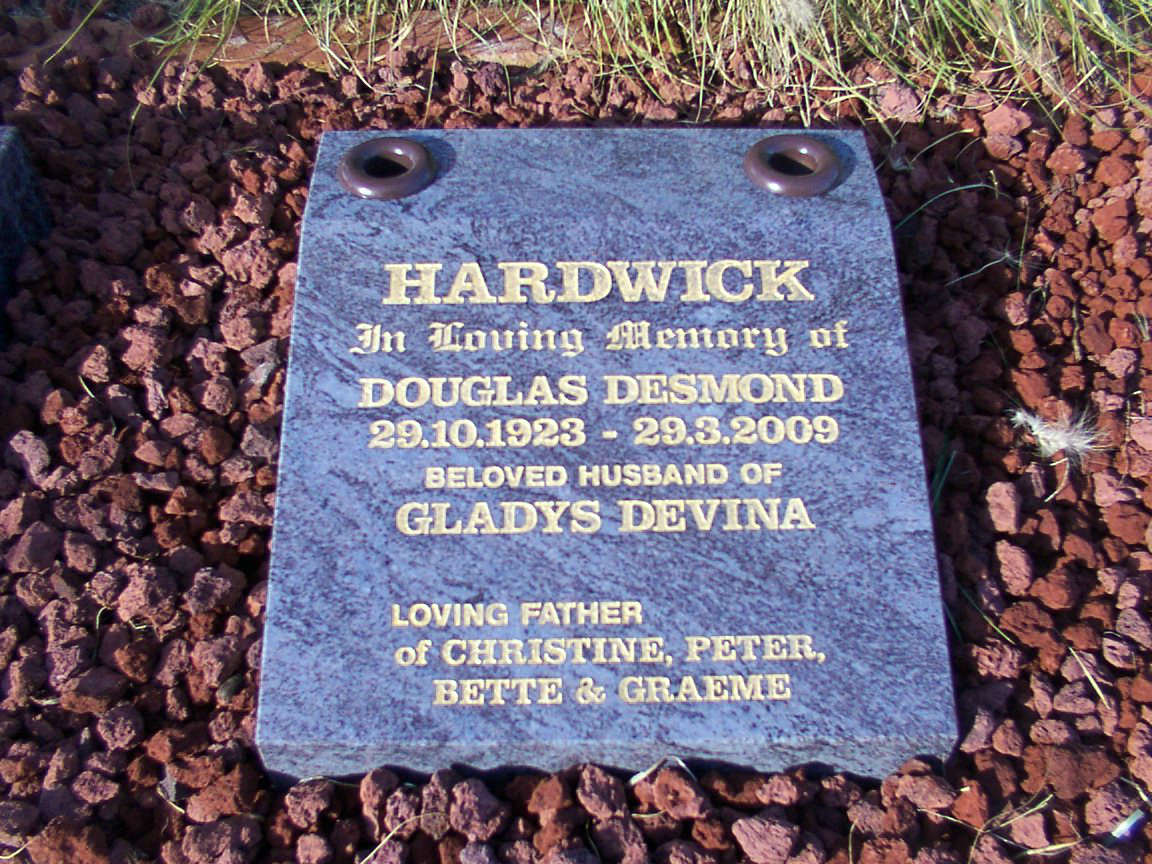 HARDWICK
In Loving Memory of
DOUGLAS DESMOND
29.10.1923 - 29.3.2009
BELOVED HUSBAND OF
GLADYS DEVINA
LOVING FATHER
of CHRISTINE, PETER,
BETTE & GRAEME